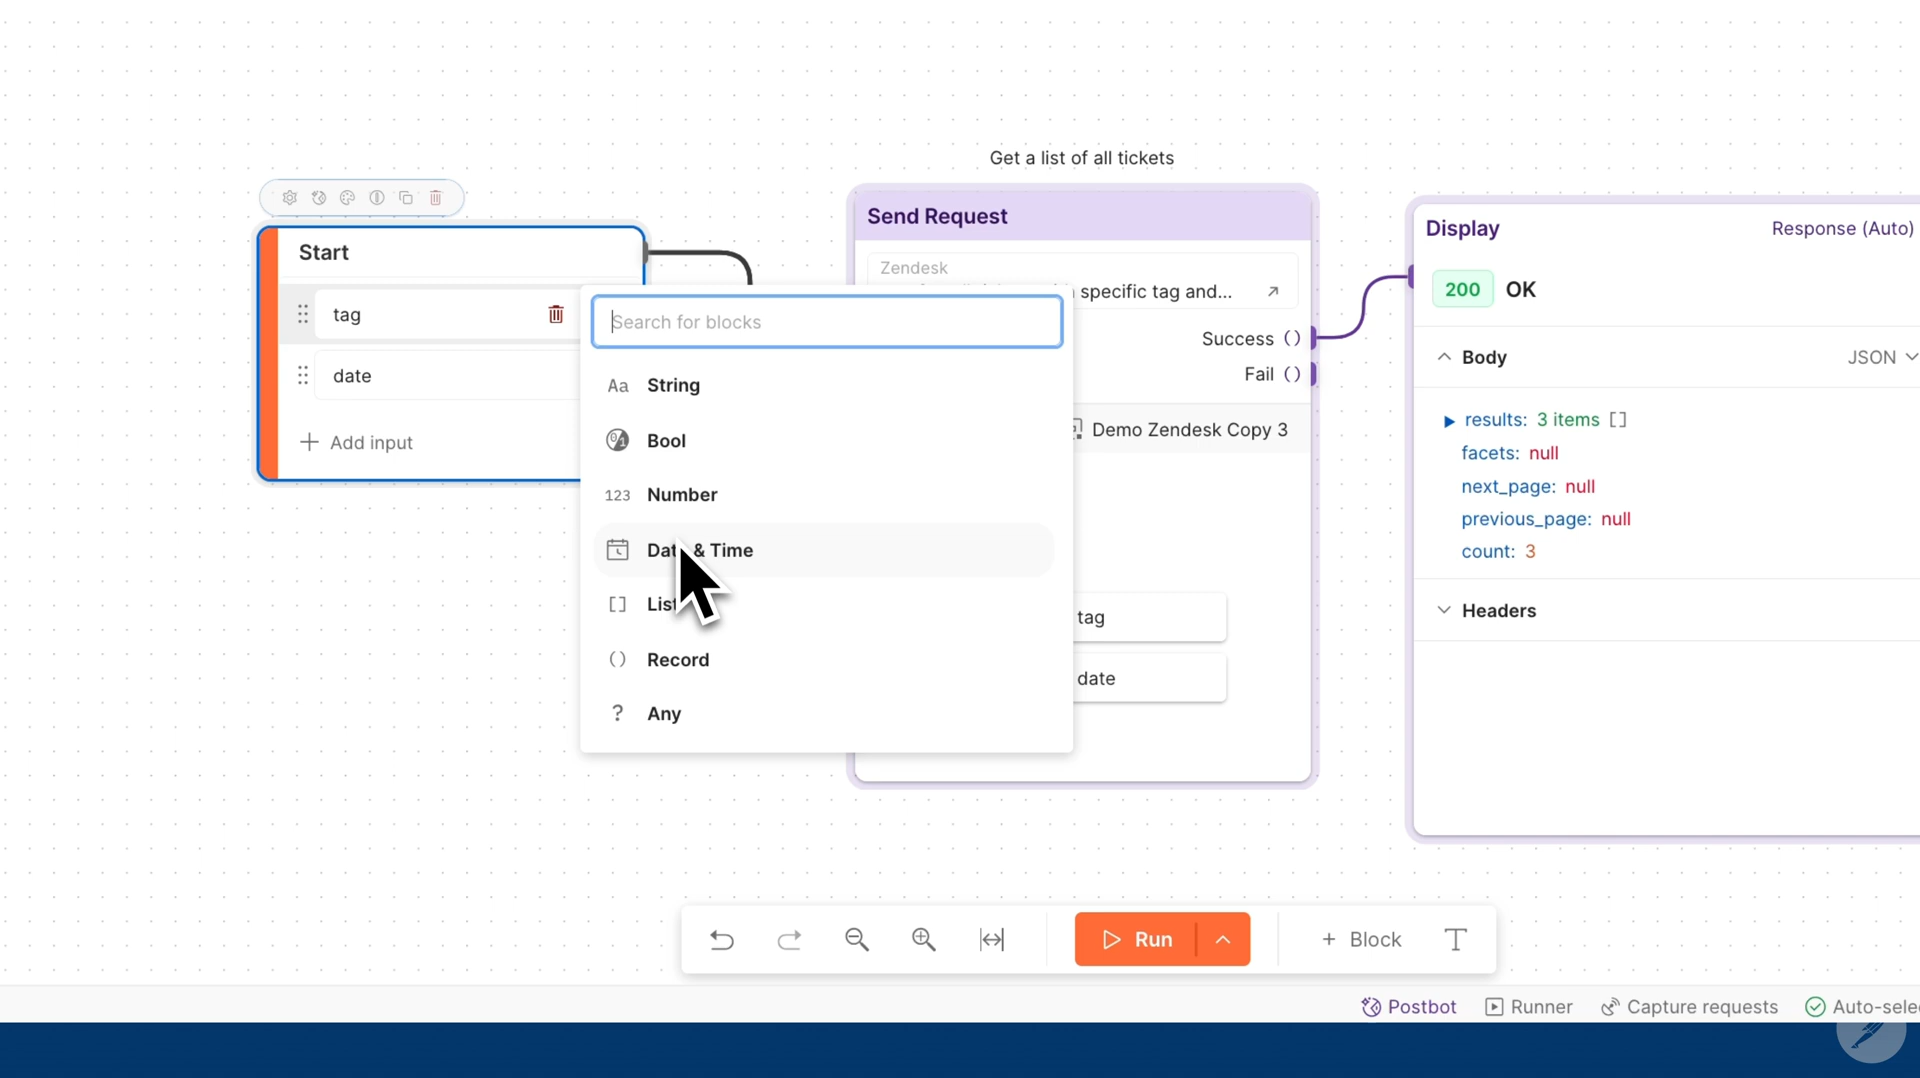 Get a list of all tickets
Start
tag
date
Add input
Search for blocks
Aa String
Bool
123 Number
Date & Time
List
Record
? Any
Send Request
Zendesk
specific tag and...
Success ()
Fail ()
Demo Zendesk Copy 3
tag
date
Display
Response (Auto)
200 OK
Body
JSON
results: 3 items []
facets: null
next_page: null
previous_page: null
count: 3
Headers
Run
+ Block
T
Postbot
Runner
Capture requests
Auto-sele